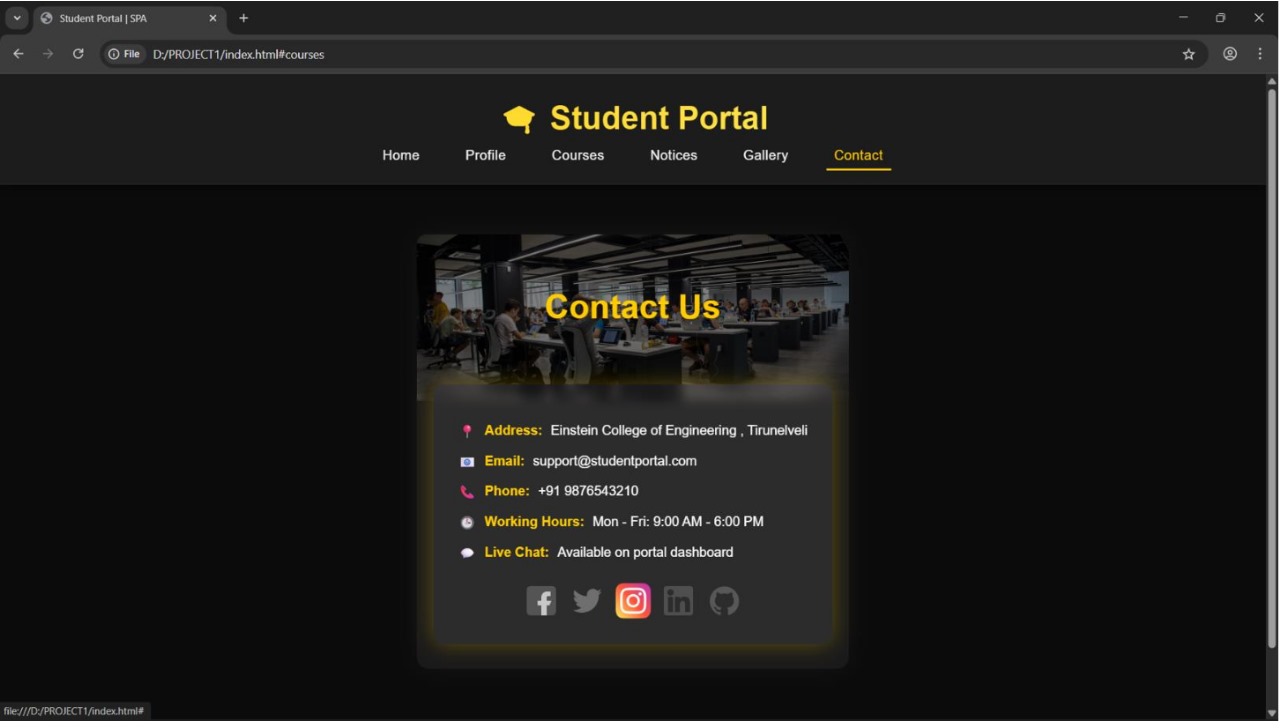 Student Portal | SPA
File D:/PROJECT1/index.html#courses
Student Portal
Home Profile Courses Notices Gallery Contact
Contact Us
Address: Einstein College of Engineering , Tirunelveli
Email: support@studentportal.com
Phone: +91 9876543210
Working Hours: Mon - Fri: 9:00 AM - 6:00 PM
Live Chat: Available on portal dashboard
file:///D:/PROJECT1/index.html#